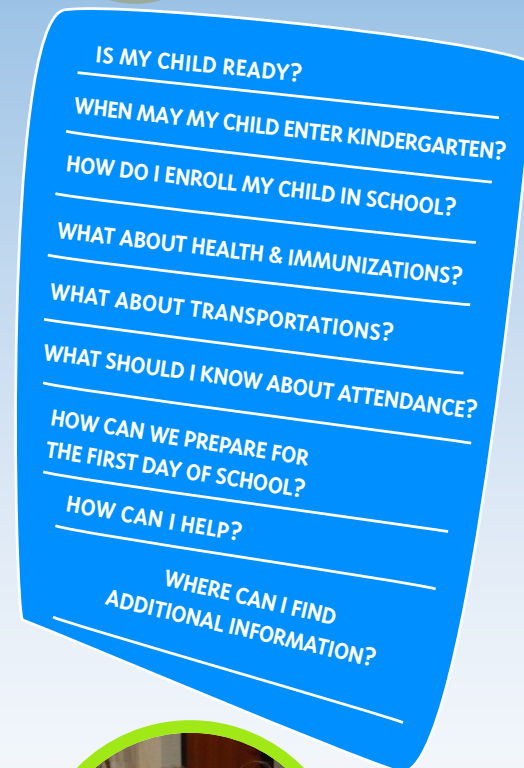 IS MY CHILD READY?
WHEN MAY MY CHILD ENTER KINDERGARTEN?
HOW DO I ENROLL MY CHILD IN SCHOOL?
WHAT ABOUT HEALTH & IMMUNIZATIONS?
WHAT ABOUT TRANSPORTATIONS?
WHAT SHOULD I KNOW ABOUT ATTENDANCE?
HOW CAN WE PREPARE FOR
THE FIRST DAY OF SCHOOL?
HOW CAN I HELP?
WHERE CAN I FIND
ADDITIONAL INFORMATION?